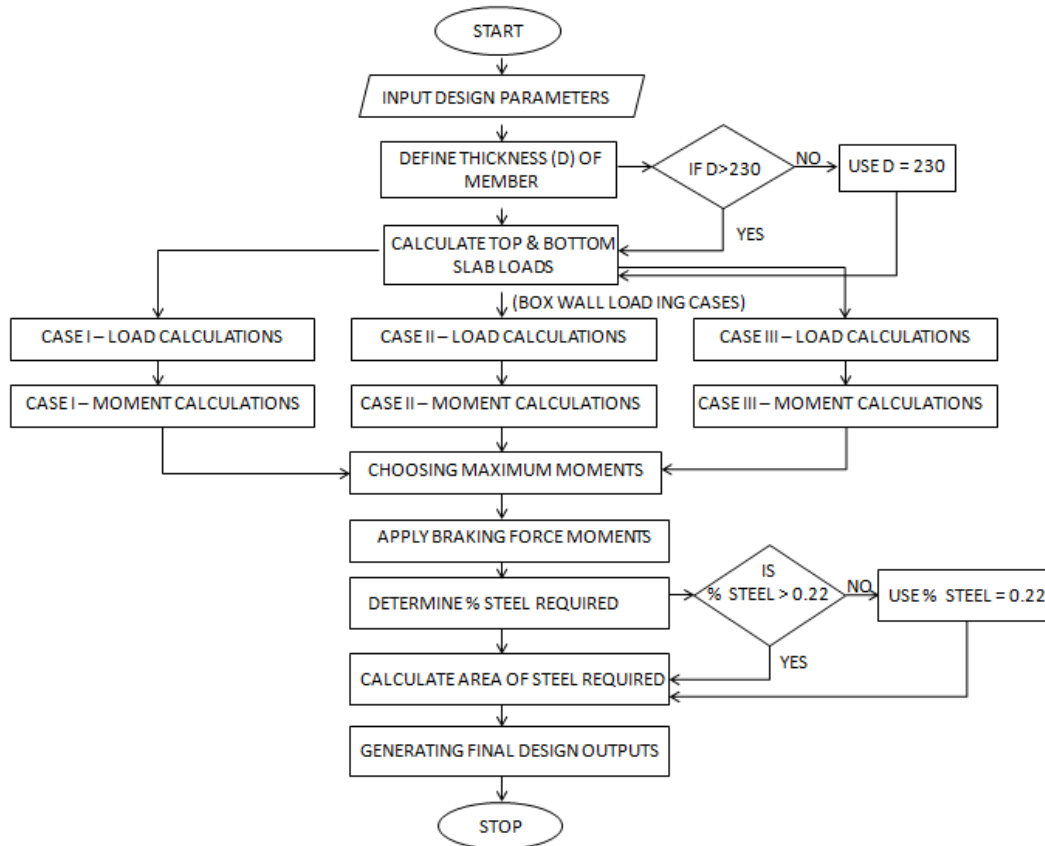 START
INPUT DESIGN PARAMETERS
DEFINE THICKNESS (D) OF
MEMBER
IF D>230
NO
USE D = 230
YES
CALCULATE TOP & BOTTOM
SLAB LOADS
(BOX WALL LOADING CASES)
CASE I – LOAD CALCULATIONS
CASE II – LOAD CALCULATIONS
CASE III – LOAD CALCULATIONS
CASE I – MOMENT CALCULATIONS
CASE II – MOMENT CALCULATIONS
CASE III – MOMENT CALCULATIONS
CHOOSING MAXIMUM MOMENTS
APPLY BRAKING FORCE MOMENTS
DETERMINE % STEEL REQUIRED
IS
% STEEL > 0.22
NO
USE % STEEL = 0.22
YES
CALCULATE AREA OF STEEL REQUIRED
GENERATING FINAL DESIGN OUTPUTS
STOP